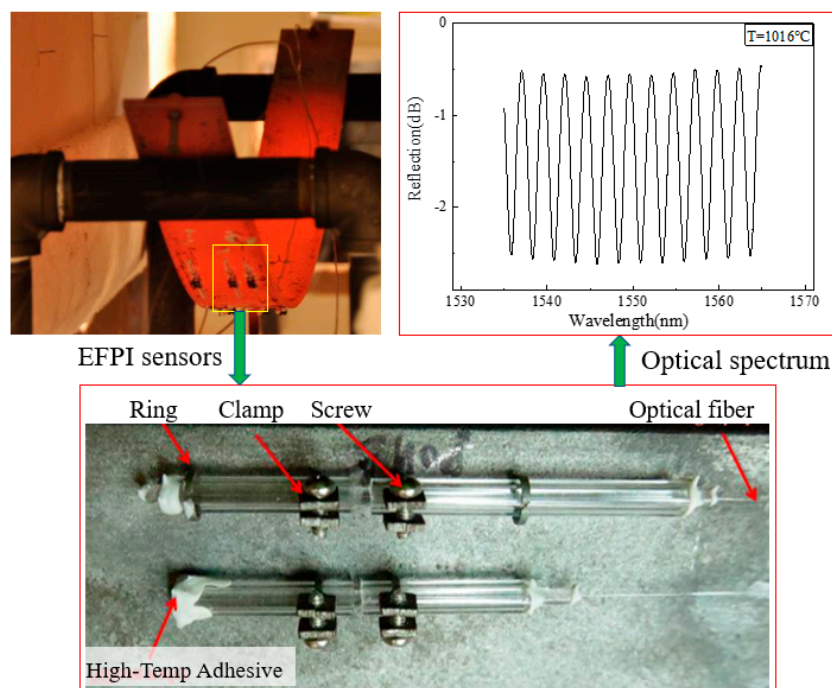 0
T=1016℃
-1
Reflection(dB)
-2
1530
1540
1550
1560
1570
Wavelength(nm)
EFPI sensors
Optical spectrum
Ring
Clamp
Screw
Optical fiber
High-Temp Adhesive